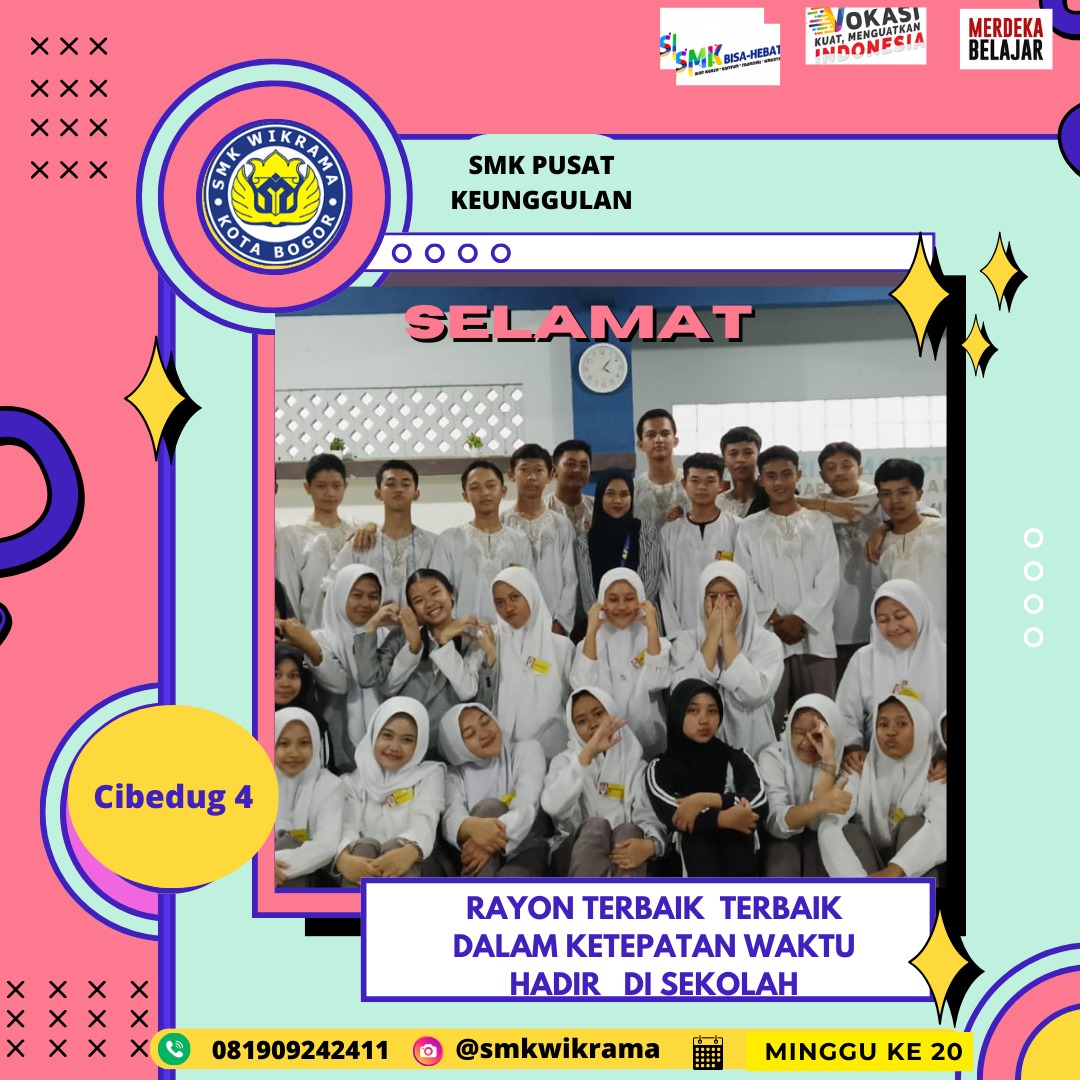 SMK BISA-HEBAT
VOKASI
KUAT, MENGUATKAN
INDONESIA
MERDEKA
BELAJAR
SMK WIKRAMA
KOTA BOGOR
SMK PUSAT
KEUNGGULAN
SELAMAT
Cibedug 4
RAYON TERBAIK TERBAIK
DALAM KETEPATAN WAKTU
HADIR DI SEKOLAH
081909242411
@smkwikrama
MINGGU KE 20